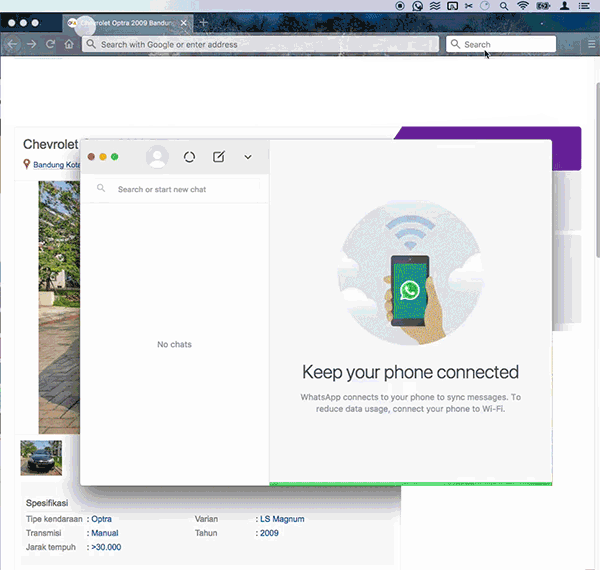 Chevrolet Optra 2009 Bandung
Search with Google or enter address
Search
Chevrolet
Bandung Kota
Search or start new chat
No chats
Keep your phone connected
WhatsApp connects to your phone to sync messages. To
reduce data usage, connect your phone to Wi-Fi.
Spesifikasi
Tipe kendaraan : Optra
Varian : LS Magnum
Transmisi : Manual
Tahun : 2009
Jarak tempuh : >30.000